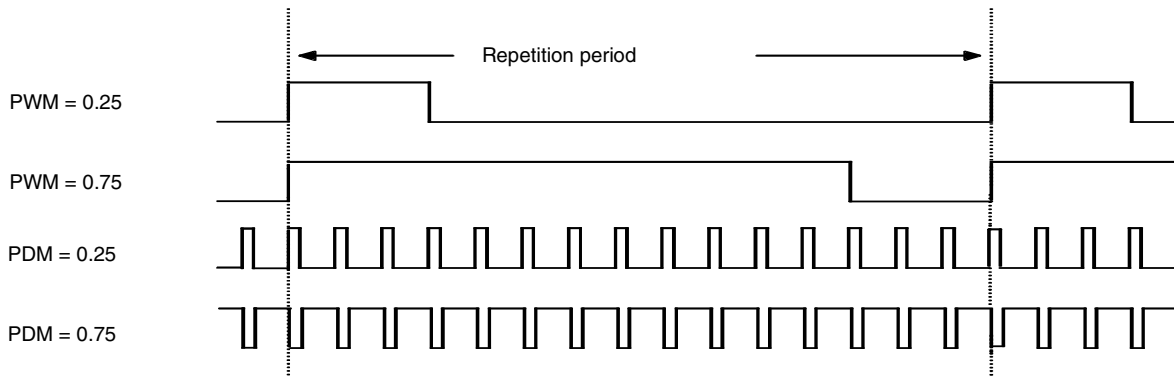 Repetition period
PWM = 0.25
PWM = 0.75
PDM = 0.25
PDM = 0.75